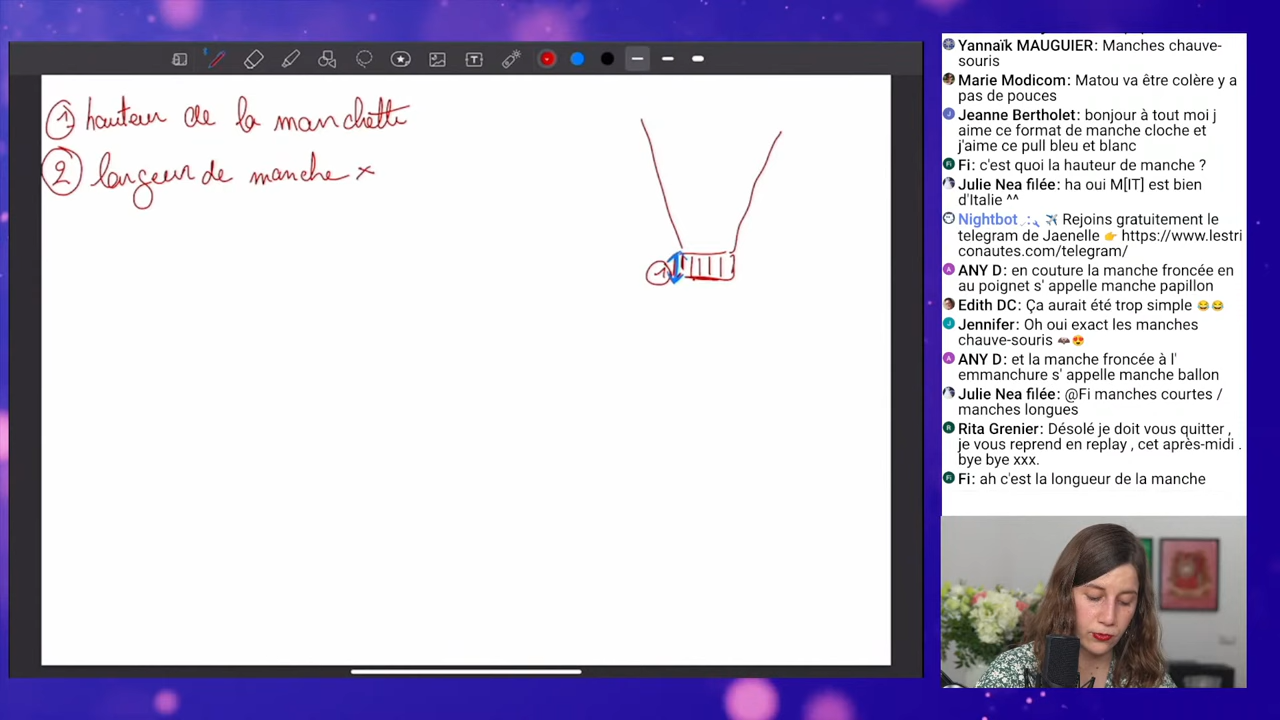 ① hauteur de la manchette
② largeur de manche x
①
T
Yannaïk MAUGUIER: Manches chauve-
souris
Marie Modicom: Matou va être colère y a
pas de pouces
Jeanne Bertholet: bonjour à tout moi j
aime ce format de manche cloche et
j'aime ce pull bleu et blanc
Fi: c'est quoi la hauteur de manche ?
Julie Nea filée: ha oui M[IT] est bien
d'Italie ^^
Nightbot : ✈️ Rejoins gratuitement le
telegram de Jaenelle 👉 https://www.lestri
conautes.com/telegram/
ANY D: en couture la manche froncée en
au poignet s' appelle manche papillon
Edith DC: Ça aurait été trop simple 😂😂
Jennifer: Oh oui exact les manches
chauve-souris 🦇😍
ANY D: et la manche froncée à l'
emmanchure s' appelle manche ballon
Julie Nea filée: @Fi manches courtes /
manches longues
Rita Grenier: Désolé je doit vous quitter ,
je vous reprend en replay , cet après-midi .
bye bye xxx.
Fi: ah c'est la longueur de la manche